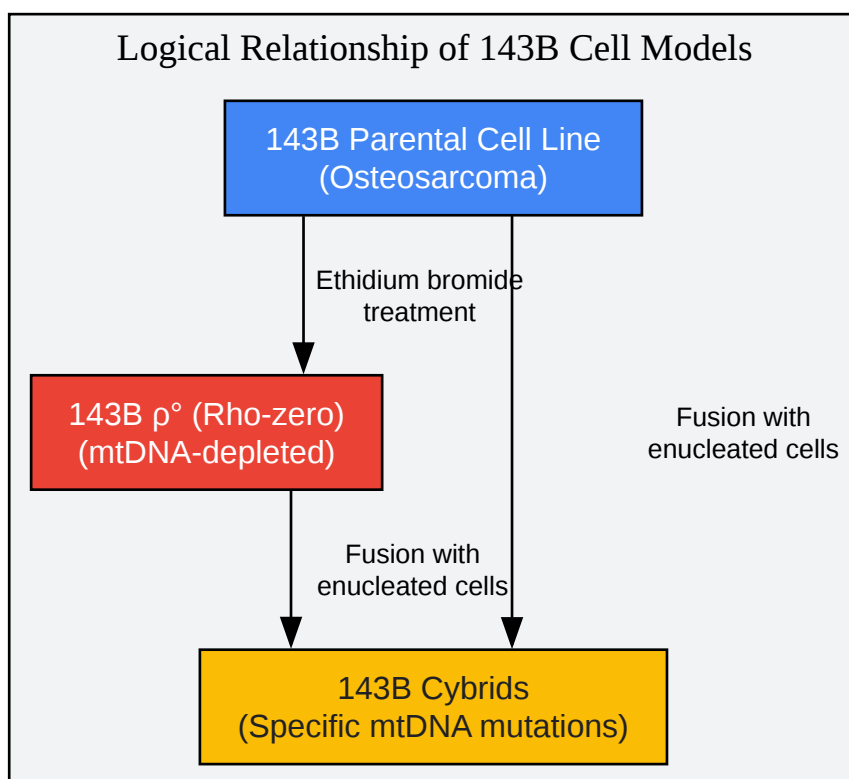 Logical Relationship of 143B Cell Models
143B Parental Cell Line
(Osteosarcoma)
Ethidium bromide
treatment
143B ρ° (Rho-zero)
(mtDNA-depleted)
Fusion with
enucleated cells
Fusion with
enucleated cells
143B Cybrids
(Specific mtDNA mutations)